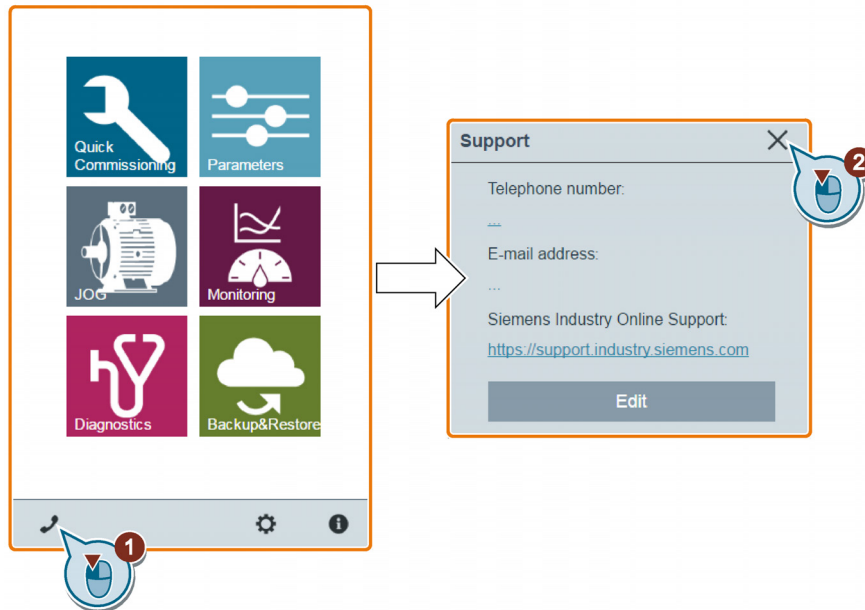 Quick
Commissioning
Parameters
JOG
Monitoring
Diagnostics
Backup&Restore
1
Support
2
Telephone number:
...
E-mail address:
...
Siemens Industry Online Support:
https://support.industry.siemens.com
Edit